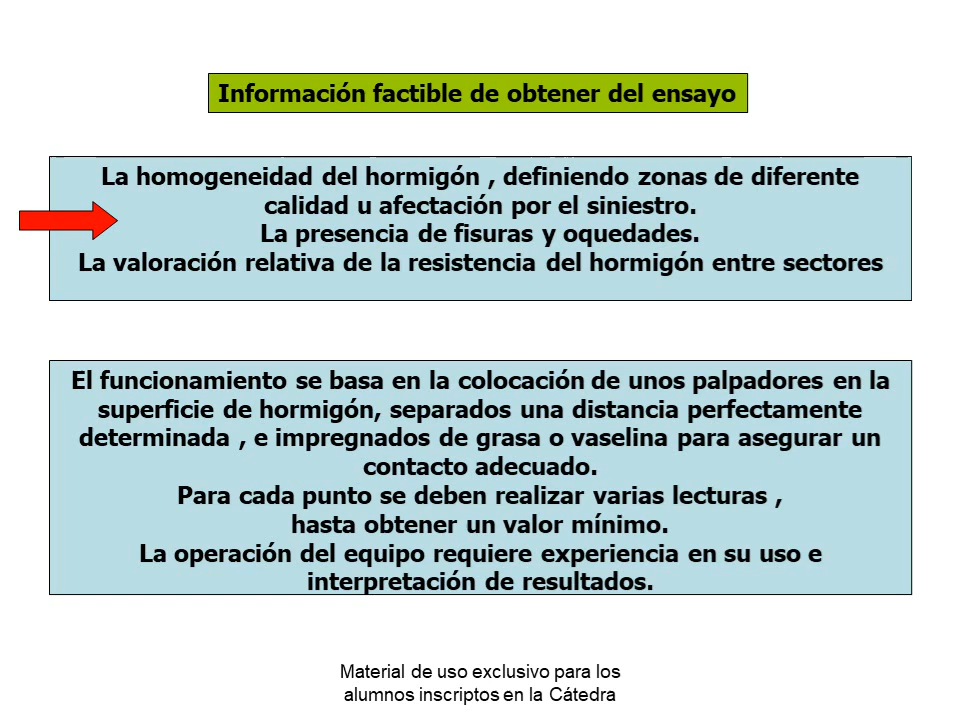 Información factible de obtener del ensayo
La homogeneidad del hormigón , definiendo zonas de diferente
calidad u afectación por el siniestro.
La presencia de fisuras y oquedades.
La valoración relativa de la resistencia del hormigón entre sectores
El funcionamiento se basa en la colocación de unos palpadores en la
superficie de hormigón, separados una distancia perfectamente
determinada , e impregnados de grasa o vaselina para asegurar un
contacto adecuado.
Para cada punto se deben realizar varias lecturas ,
hasta obtener un valor mínimo.
La operación del equipo requiere experiencia en su uso e
interpretación de resultados.
Material de uso exclusivo para los
alumnos inscriptos en la Cátedra